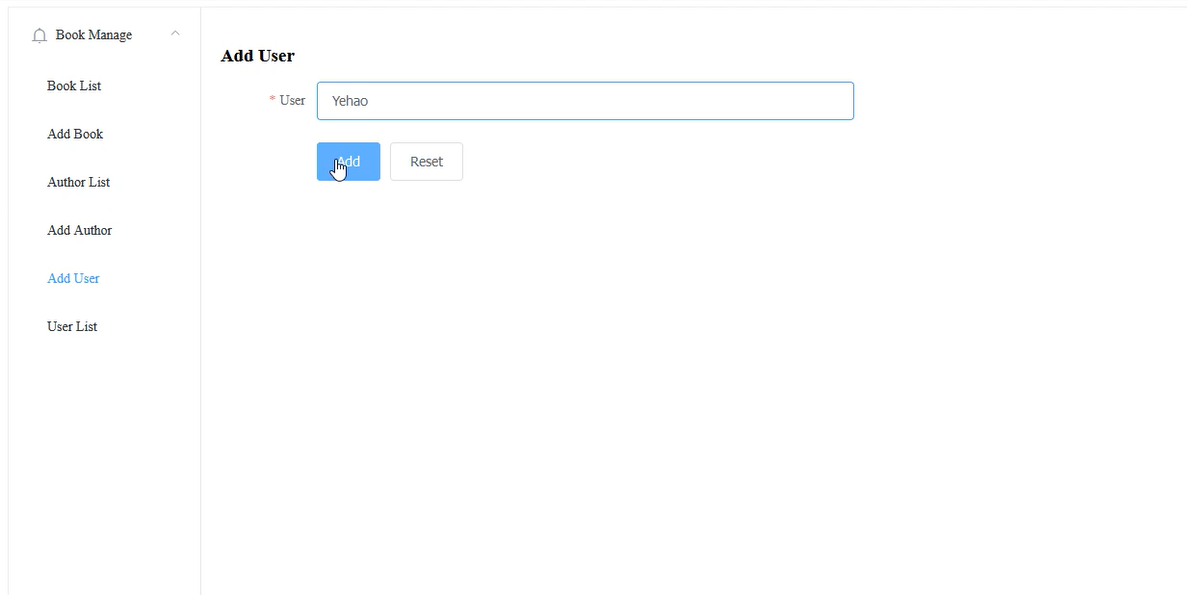 Book Manage
Book List
Add Book
Author List
Add Author
Add User
User List
Add User
* User
Yehao
Add
Reset